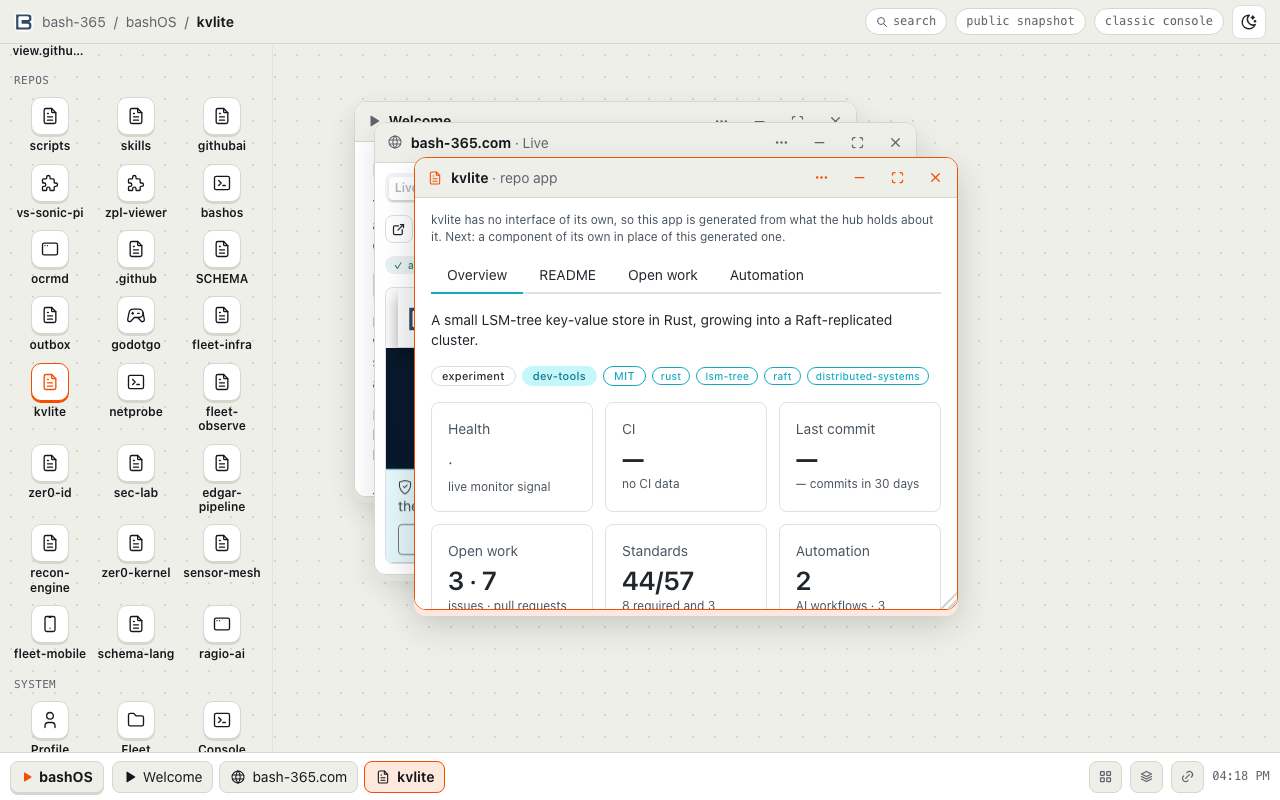 bash-365 / bashOS / kvlite
search
public snapshot
classic console
view.githu...
REPOS
scripts
skills
githubai
vs-sonic-pi
zpl-viewer
bashos
ocrmd
.github
SCHEMA
outbox
godotgo
fleet-infra
kvlite
netprobe
fleet-
observe
zer0-id
sec-lab
edgar-
pipeline
recon-
engine
zer0-kernel
sensor-mesh
fleet-mobile
schema-lang
ragio-ai
SYSTEM
Profile
Fleet
Console
Welcome
bash-365.com · Live
Live
the
kvlite · repo app
kvlite has no interface of its own, so this app is generated from what the hub holds about
it. Next: a component of its own in place of this generated one.
Overview
README
Open work
Automation
A small LSM-tree key-value store in Rust, growing into a Raft-replicated
cluster.
experiment
dev-tools
MIT
rust
lsm-tree
raft
distributed-systems
Health
·
live monitor signal
CI
—
no CI data
Last commit
—
— commits in 30 days
Open work
3 · 7
issues · pull requests
Standards
44/57
8 required and 3
Automation
2
AI workflows · 3
bashOS
Welcome
bash-365.com
kvlite
04:18 PM